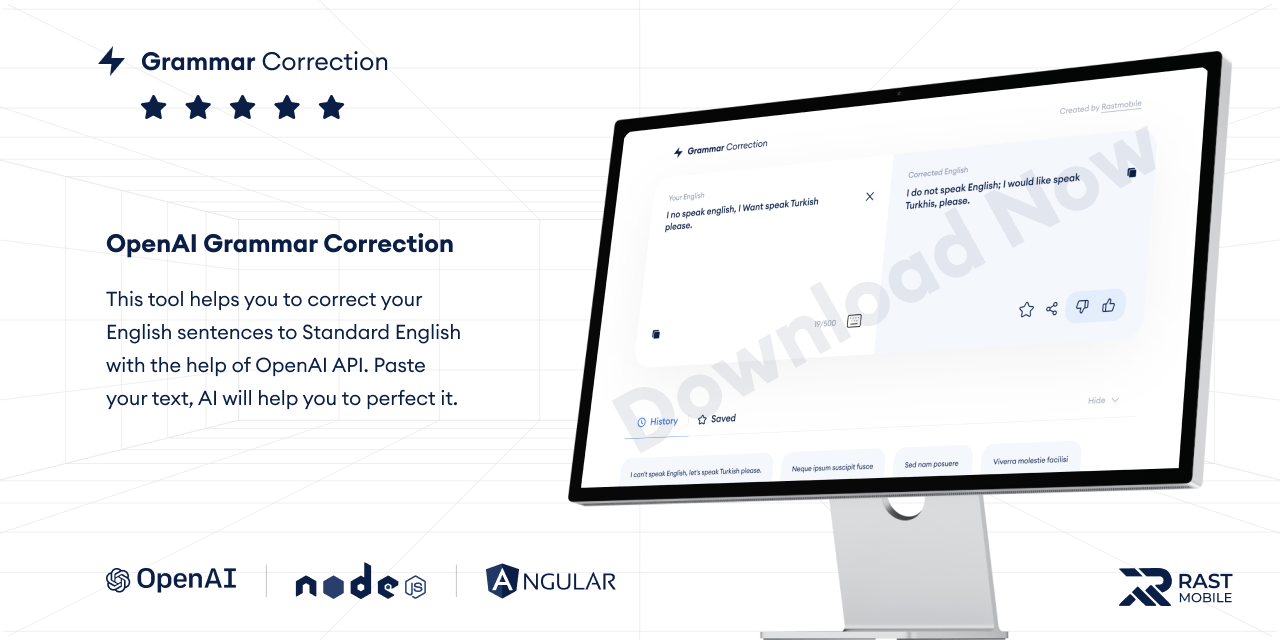 Grammar Correction
OpenAI Grammar Correction
This tool helps you to correct your
English sentences to Standard English
with the help of OpenAI API. Paste
your text, AI will help you to perfect it.
OpenAI
node JS
ANGULAR
Created by Rastmobile
Grammar Correction
Your English
I no speak english, I Want speak Turkish
please.
19/500
Corrected English
I do not speak English; I would like speak
Turkhis, please.
Download Now
History
Saved
Hide
I can't speak English, let's speak Turkish please.
Neque ipsum suscipit fusce
Sed nam posuere
Viverra molestie facilisi
RAST
MOBILE